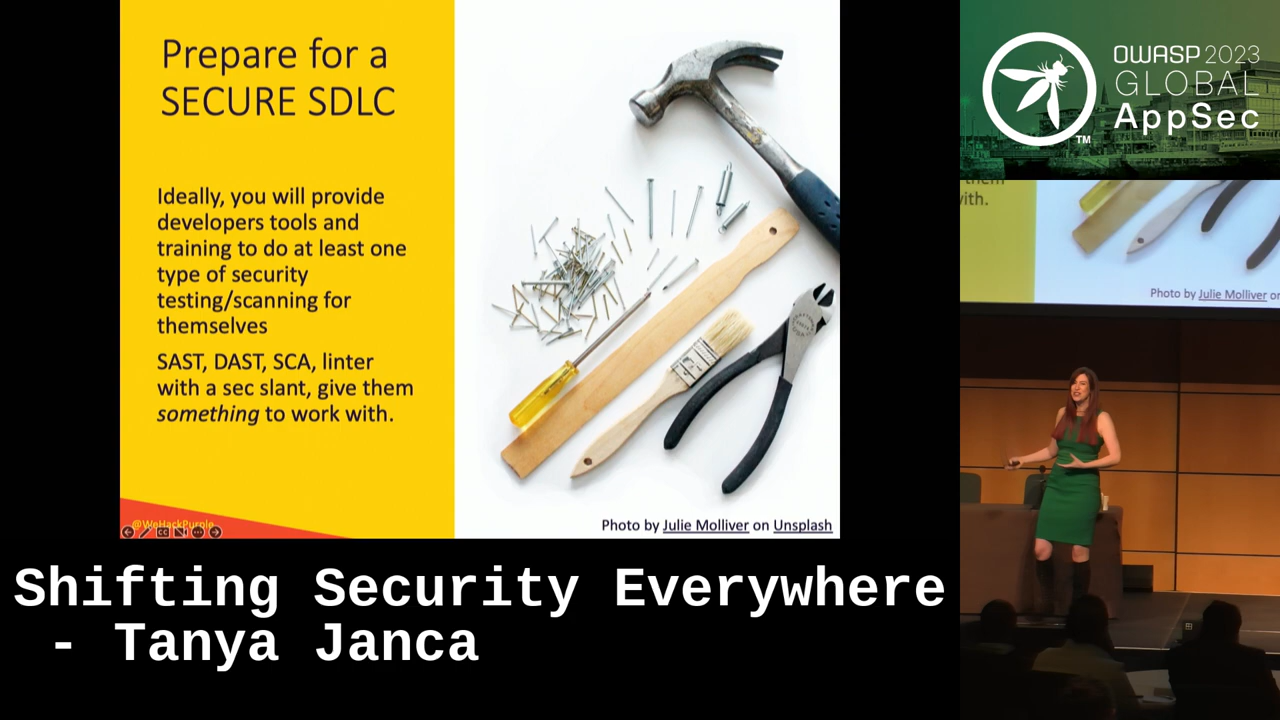 Prepare for a
SECURE SDLC
Ideally, you will provide
developers tools and
training to do at least one
type of security
testing/scanning for
themselves
SAST, DAST, SCA, linter
with a sec slant, give them
something to work with.
@WeHackPurple
Photo by Julie Molliver on Unsplash
Shifting Security Everywhere
- Tanya Janca
OWASP 2023
GLOBAL
AppSec
TM
them
with.
Photo by Julie Molliver on